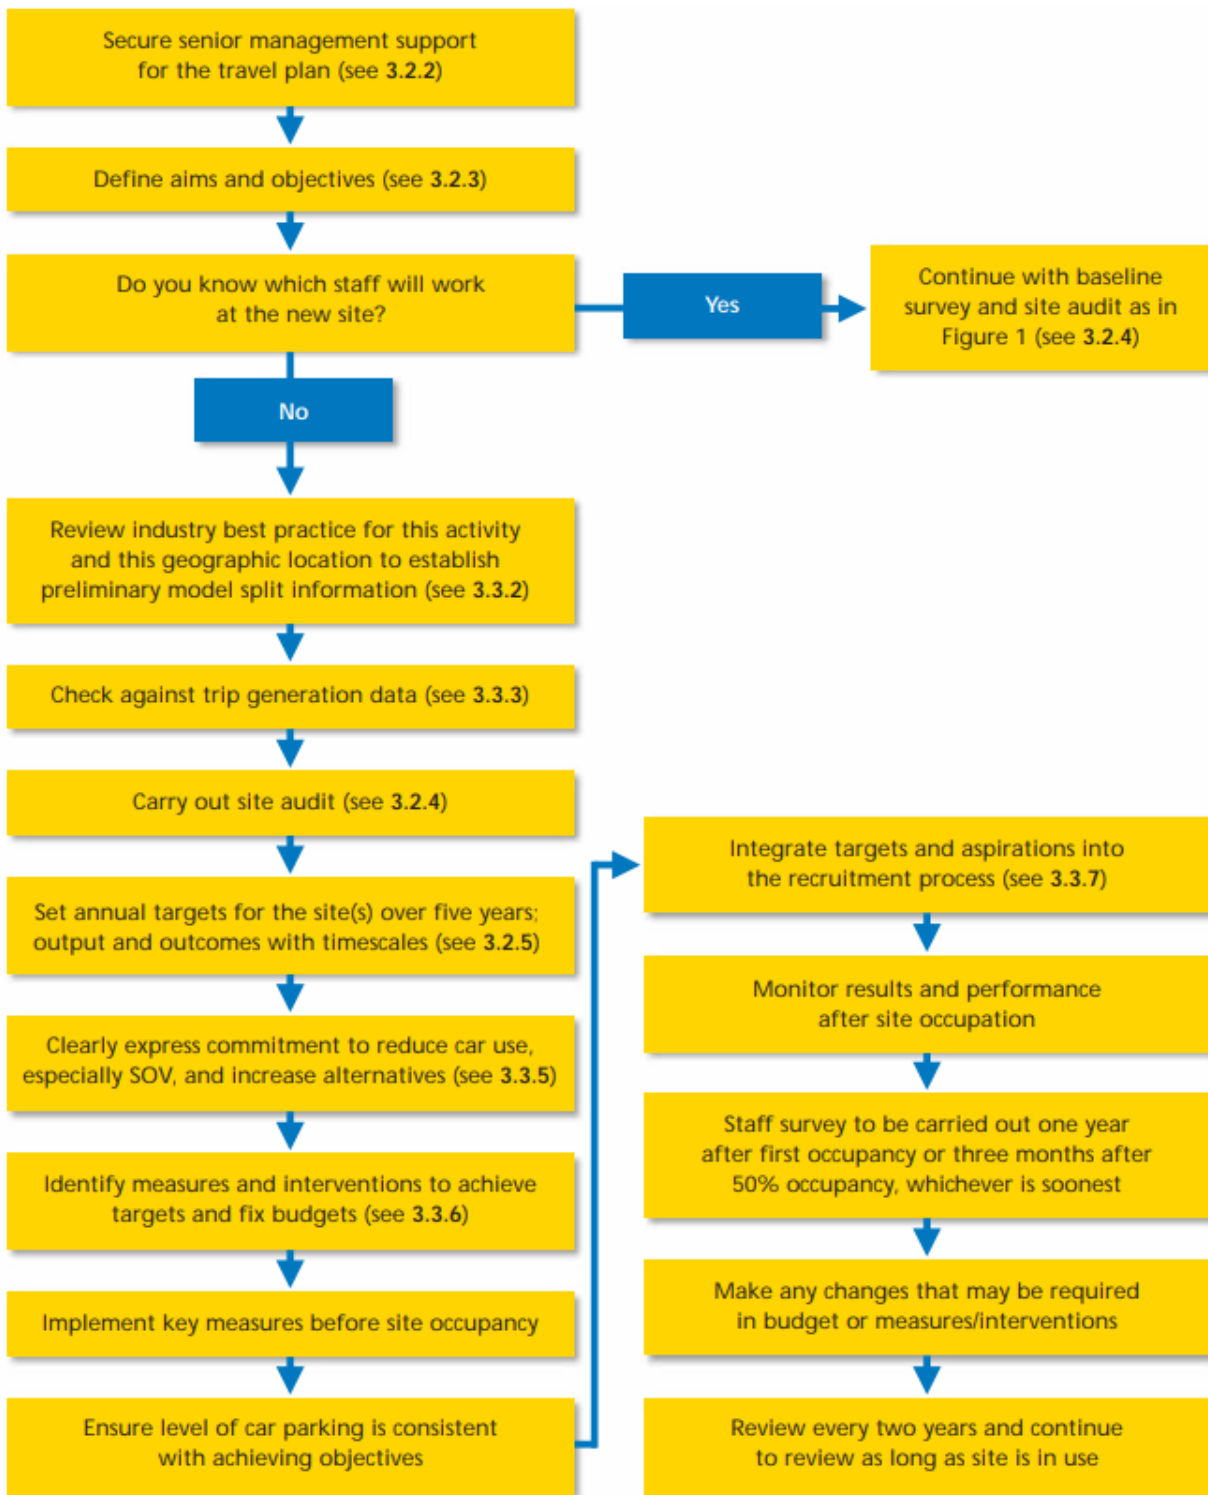 Secure senior management support
for the travel plan (see 3.2.2)
Define aims and objectives (see 3.2.3)
Do you know which staff will work
at the new site?
Yes
Continue with baseline
survey and site audit as in
Figure 1 (see 3.2.4)
No
Review industry best practice for this activity
and this geographic location to establish
preliminary model split information (see 3.3.2)
Check against trip generation data (see 3.3.3)
Carry out site audit (see 3.2.4)
Set annual targets for the site(s) over five years;
output and outcomes with timescales (see 3.2.5)
Clearly express commitment to reduce car use,
especially SOV, and increase alternatives (see 3.3.5)
Identify measures and interventions to achieve
targets and fix budgets (see 3.3.6)
Implement key measures before site occupancy
Ensure level of car parking is consistent
with achieving objectives
Integrate targets and aspirations into
the recruitment process (see 3.3.7)
Monitor results and performance
after site occupation
Staff survey to be carried out one year
after first occupancy or three months after
50% occupancy, whichever is soonest
Make any changes that may be required
in budget or measures/interventions
Review every two years and continue
to review as long as site is in use